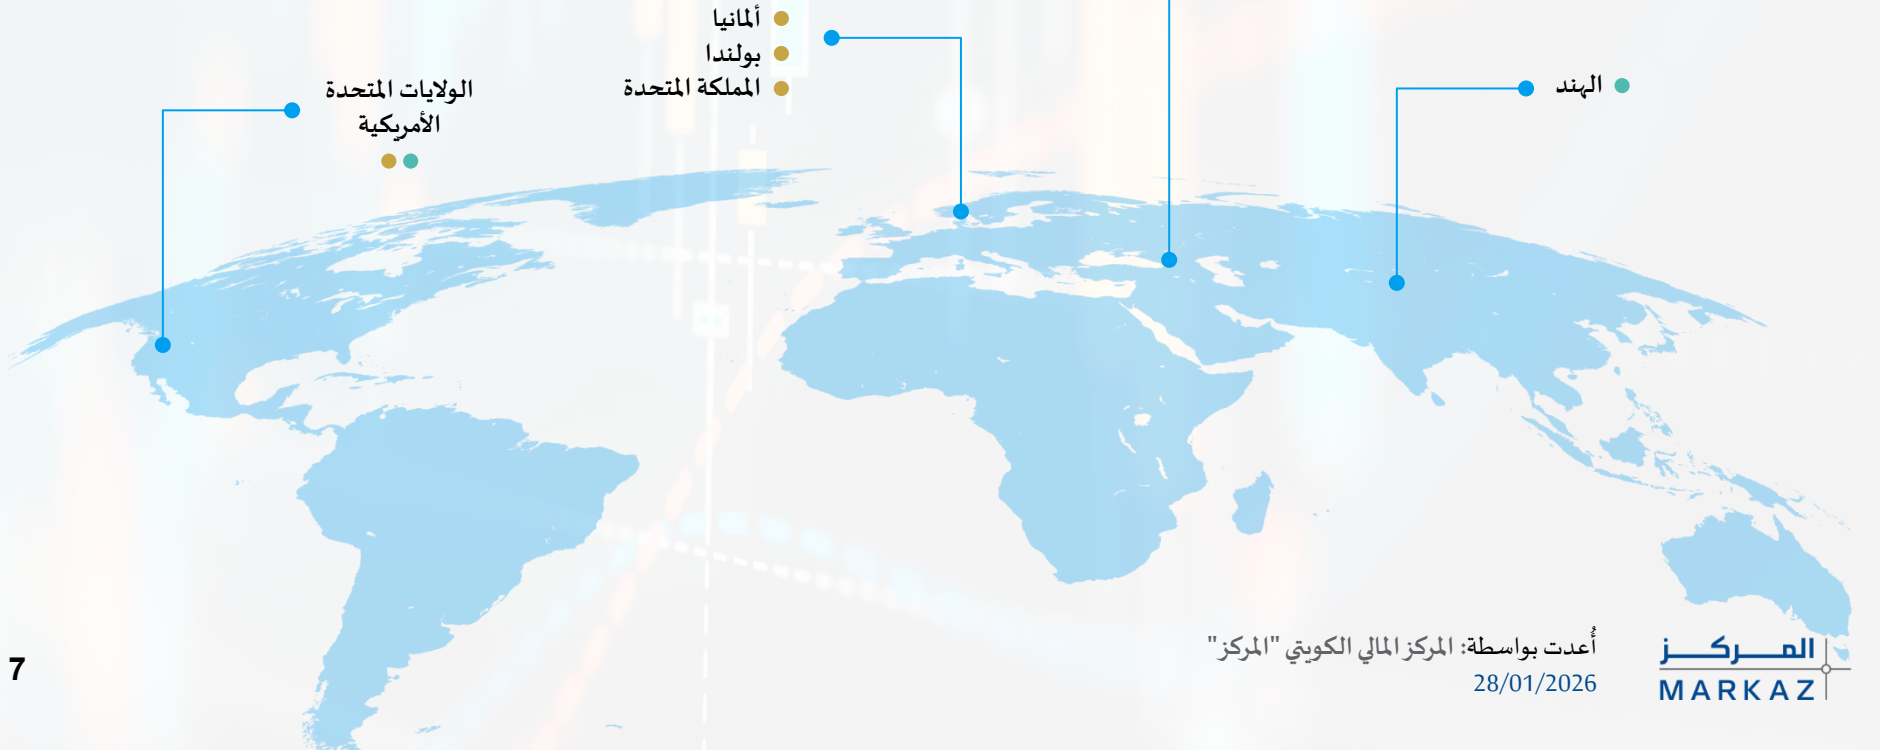 ألمانيا
بولندا
المملكة المتحدة
الهند
الولايات المتحدة
الأمريكية
أُعدت بواسطة: المركز المالي الكويتي "المركز"
28/01/2026
المركز
MARKAZ
7